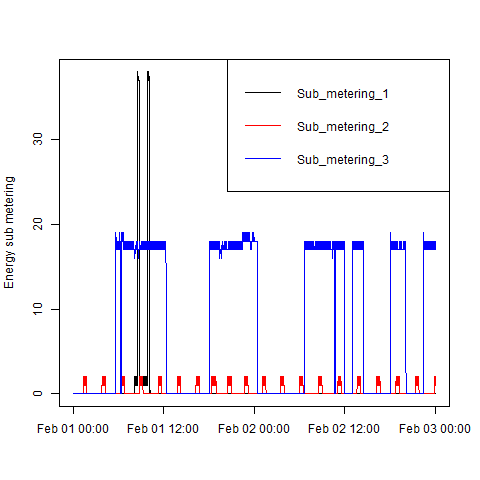 Sub_metering_1
Sub_metering_2
Sub_metering_3
Energy sub metering
30
20
10
0
Feb 01 00:00 Feb 01 12:00 Feb 02 00:00 Feb 02 12:00 Feb 03 00:00